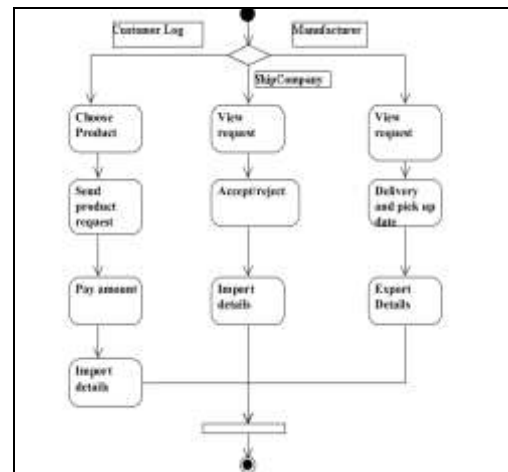 Customer Log
Manufacturer
ShipCompany
Choose
Product
View
request
View
request
Send
product
request
Accept/reject
Delivery
and pick up
date
Pay amount
Import
details
Export
Details
Import
details